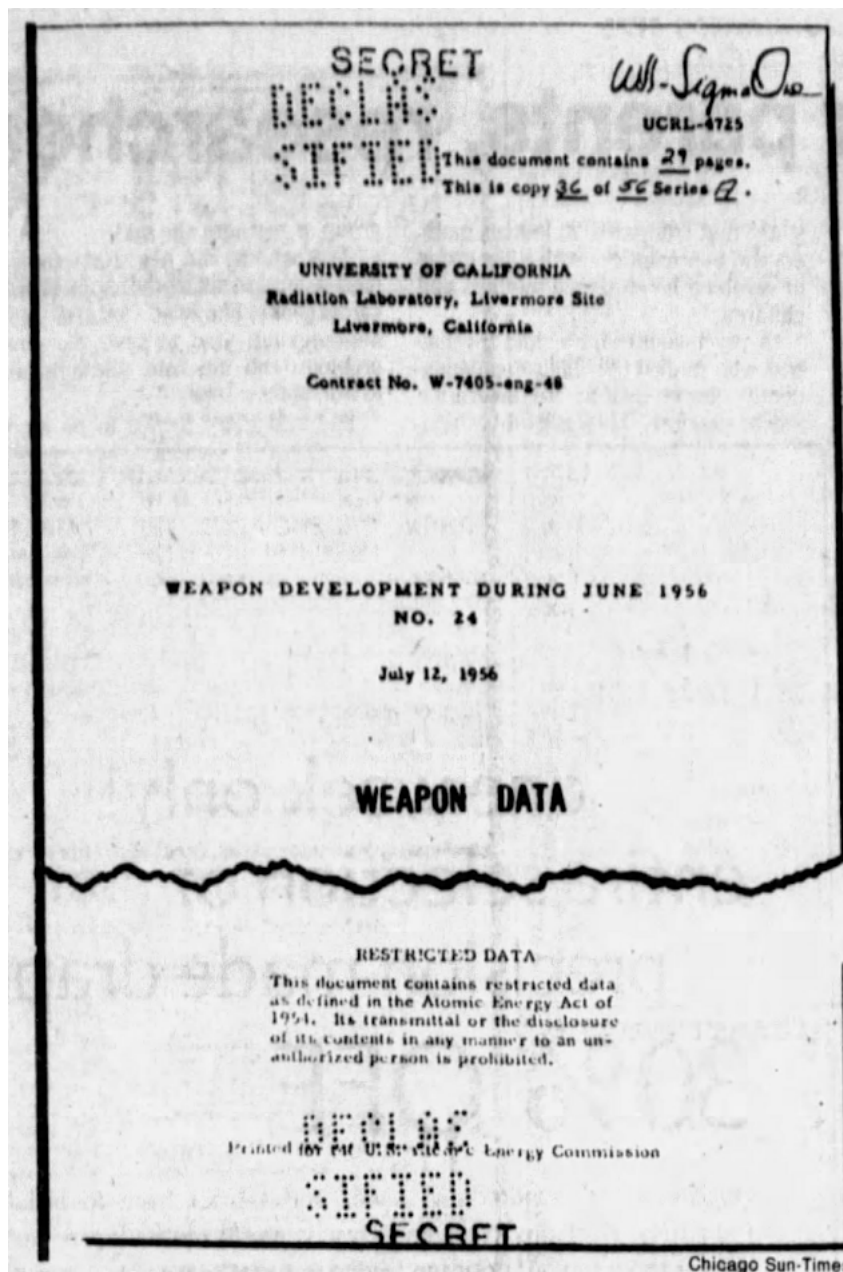 SECRET
DECLAS
SIFIED
UCRL-4725
This document contains 29 pages.
This is copy 36 of 56 Series A.
UNIVERSITY OF CALIFORNIA
Radiation Laboratory, Livermore Site
Livermore, California
Contract No. W-7405-eng-48
WEAPON DEVELOPMENT DURING JUNE 1956
NO. 24
July 12, 1956
WEAPON DATA
RESTRICTED DATA
This document contains restricted data
as defined in the Atomic Energy Act of
1954. Its transmittal or the disclosure
of its contents in any manner to an un-
authorized person is prohibited.
DECLAS
Printed for the U.S. Energy Commission
SIFIED
SECRET
Chicago Sun-Time